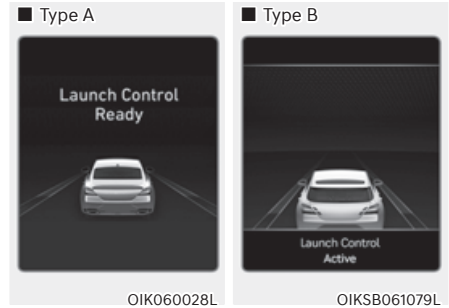 ■ Type A
Launch Control
Ready
OIK060028L
■ Type B
Launch Control
Active
OIKSB061079L